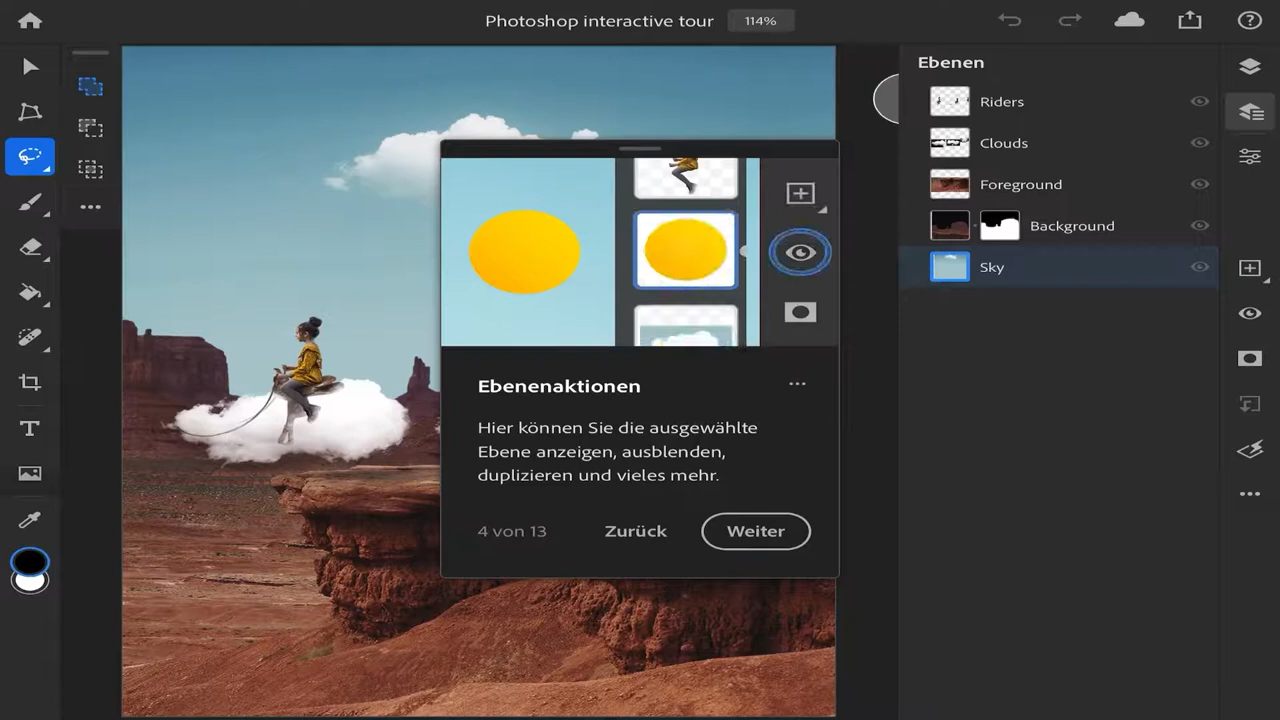 Photoshop interactive tour 114%
Ebenen
Riders
Clouds
Foreground
Background
Sky
Ebenenaktionen
Hier können Sie die ausgewählte
Ebene anzeigen, ausblenden,
duplizieren und vieles mehr.
4 von 13 Zurück Weiter